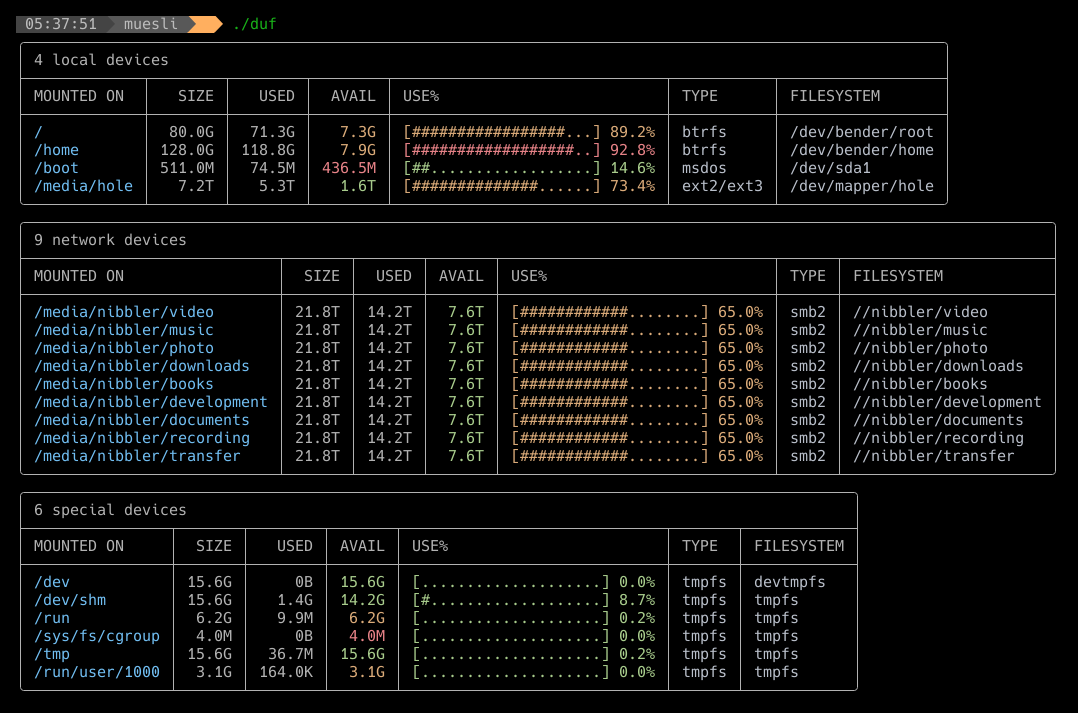 05:37:51 muesli ./duf
4 local devices
MOUNTED ON SIZE USED AVAIL USE% TYPE FILESYSTEM
/ 80.0G 71.3G 7.3G [#################...] 89.2% btrfs /dev/bender/root
/home 128.0G 118.8G 7.9G [##################..] 92.8% btrfs /dev/bender/home
/boot 511.0M 74.5M 436.5M [##..................] 14.6% msdos /dev/sda1
/media/hole 7.2T 5.3T 1.6T [##############......] 73.4% ext2/ext3 /dev/mapper/hole
9 network devices
MOUNTED ON SIZE USED AVAIL USE% TYPE FILESYSTEM
/media/nibbler/video 21.8T 14.2T 7.6T [############........] 65.0% smb2 //nibbler/video
/media/nibbler/music 21.8T 14.2T 7.6T [############........] 65.0% smb2 //nibbler/music
/media/nibbler/photo 21.8T 14.2T 7.6T [############........] 65.0% smb2 //nibbler/photo
/media/nibbler/downloads 21.8T 14.2T 7.6T [############........] 65.0% smb2 //nibbler/downloads
/media/nibbler/books 21.8T 14.2T 7.6T [############........] 65.0% smb2 //nibbler/books
/media/nibbler/development 21.8T 14.2T 7.6T [############........] 65.0% smb2 //nibbler/development
/media/nibbler/documents 21.8T 14.2T 7.6T [############........] 65.0% smb2 //nibbler/documents
/media/nibbler/recording 21.8T 14.2T 7.6T [############........] 65.0% smb2 //nibbler/recording
/media/nibbler/transfer 21.8T 14.2T 7.6T [############........] 65.0% smb2 //nibbler/transfer
6 special devices
MOUNTED ON SIZE USED AVAIL USE% TYPE FILESYSTEM
/dev 15.6G 0B 15.6G [....................] 0.0% tmpfs devtmpfs
/dev/shm 15.6G 1.4G 14.2G [#...................] 8.7% tmpfs tmpfs
/run 6.2G 9.9M 6.2G [....................] 0.2% tmpfs tmpfs
/sys/fs/cgroup 4.0M 0B 4.0M [....................] 0.0% tmpfs tmpfs
/tmp 15.6G 36.7M 15.6G [....................] 0.2% tmpfs tmpfs
/run/user/1000 3.1G 164.0K 3.1G [....................] 0.0% tmpfs tmpfs